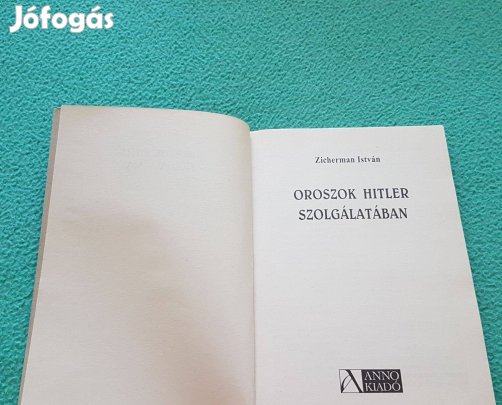 Jófogás
Zicherman István
OROSZOK HITLER
SZOLGÁLATÁBAN
ANNO
KIADÓ